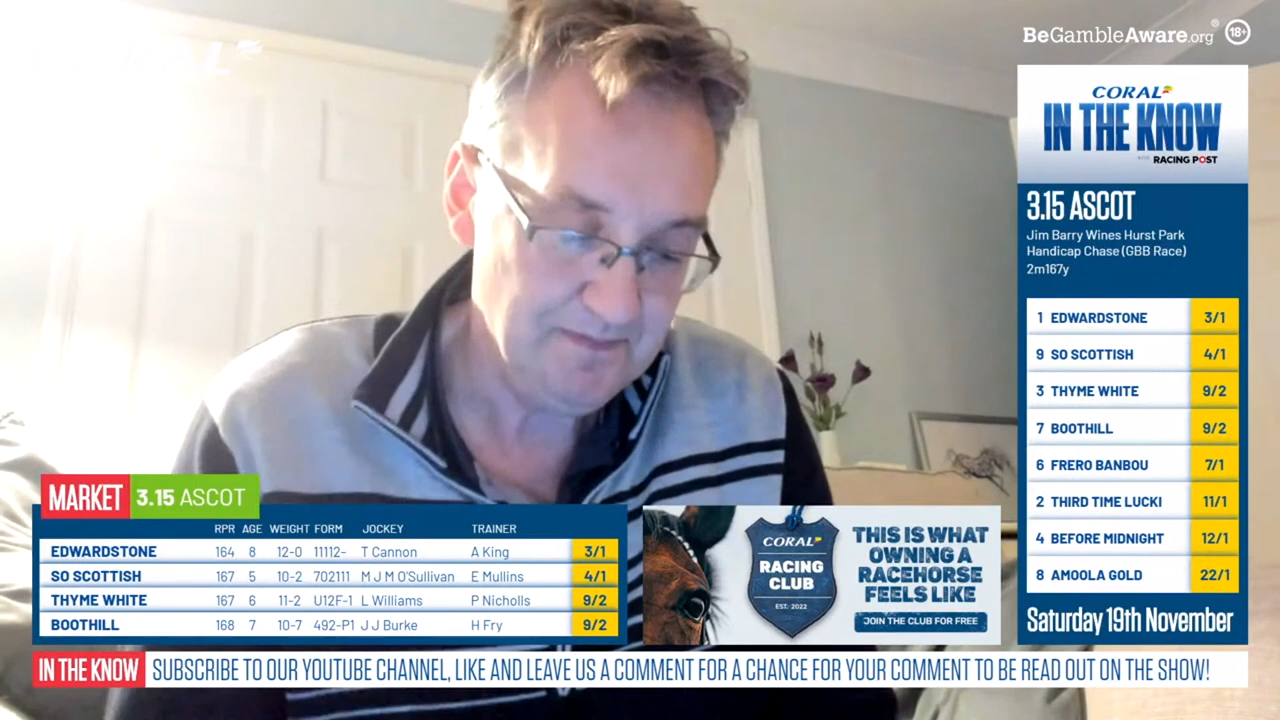 BeGambleAware.org® 18+
CORAL
IN THE KNOW
WITH RACING POST
3.15 ASCOT
Jim Barry Wines Hurst Park
Handicap Chase (GBB Race)
2m167y
1 EDWARDSTONE 3/1
9 SO SCOTTISH 4/1
3 THYME WHITE 9/2
7 BOOTHILL 9/2
6 FRERO BANBOU 7/1
2 THIRD TIME LUCKI 11/1
4 BEFORE MIDNIGHT 12/1
8 AMOOLA GOLD 22/1
Saturday 19th November
MARKET 3.15 ASCOT
RPR AGE WEIGHT FORM JOCKEY TRAINER
EDWARDSTONE 164 8 12-0 11112- T Cannon A King 3/1
SO SCOTTISH 167 5 10-2 702111 M J M O'Sullivan E Mullins 4/1
THYME WHITE 167 6 11-2 U12F-1 L Williams P Nicholls 9/2
BOOTHILL 168 7 10-7 492-P1 J J Burke H Fry 9/2
CORAL
RACING
CLUB
EST. 2022
THIS IS WHAT
OWNING A
RACEHORSE
FEELS LIKE
JOIN THE CLUB FOR FREE
IN THE KNOW SUBSCRIBE TO OUR YOUTUBE CHANNEL, LIKE AND LEAVE US A COMMENT FOR A CHANCE FOR YOUR COMMENT TO BE READ OUT ON THE SHOW!